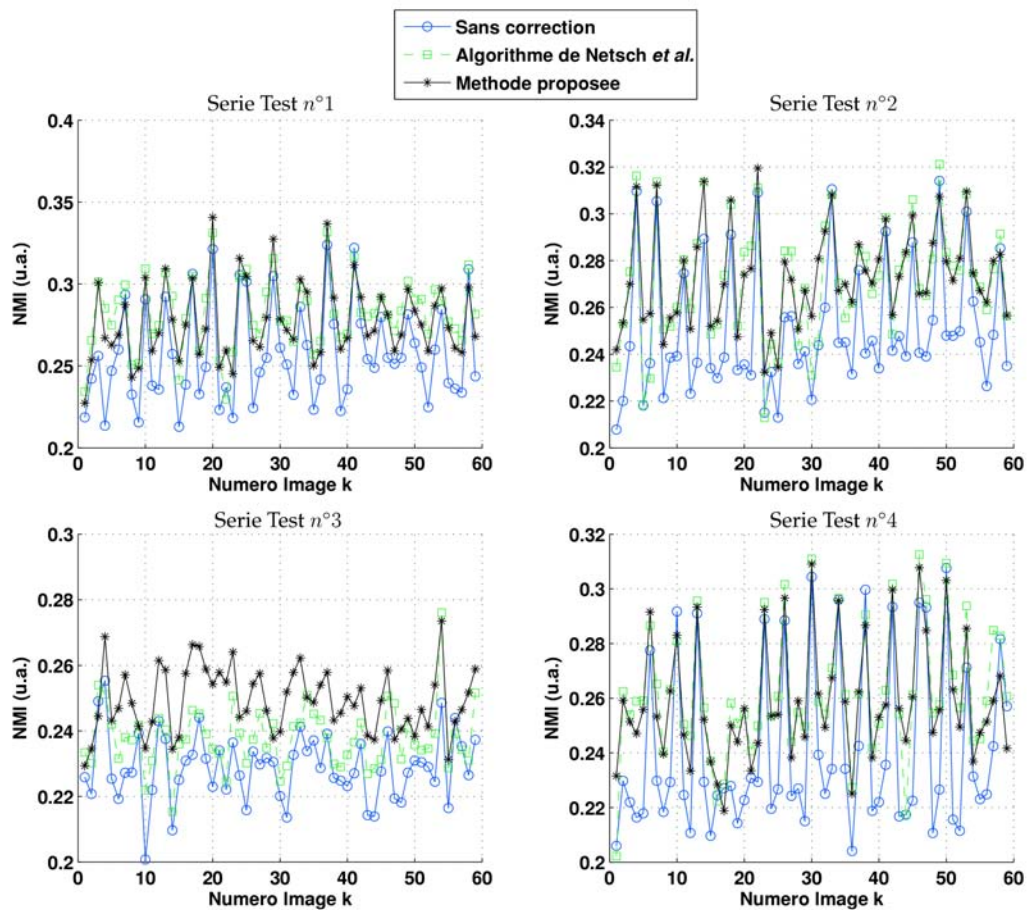 Sans correction
Algorithme de Netsch et al.
Methode proposee
Serie Test n°1
NMI (u.a.)
0.4
0.35
0.3
0.25
0.2
0 10 20 30 40 50 60
Numero Image k
Serie Test n°2
NMI (u.a.)
0.34
0.32
0.3
0.28
0.26
0.24
0.22
0.2
0 10 20 30 40 50 60
Numero Image k
Serie Test n°3
NMI (u.a.)
0.3
0.28
0.26
0.24
0.22
0.2
0 10 20 30 40 50 60
Numero Image k
Serie Test n°4
NMI (u.a.)
0.32
0.3
0.28
0.26
0.24
0.22
0.2
0 10 20 30 40 50 60
Numero Image k